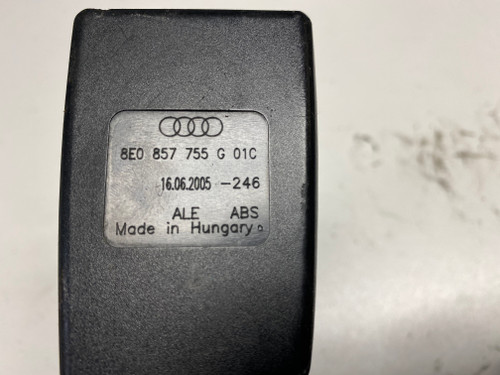 8E0 857 755 G 01C
16.06.2005 -246
ALE ABS
Made in Hungary